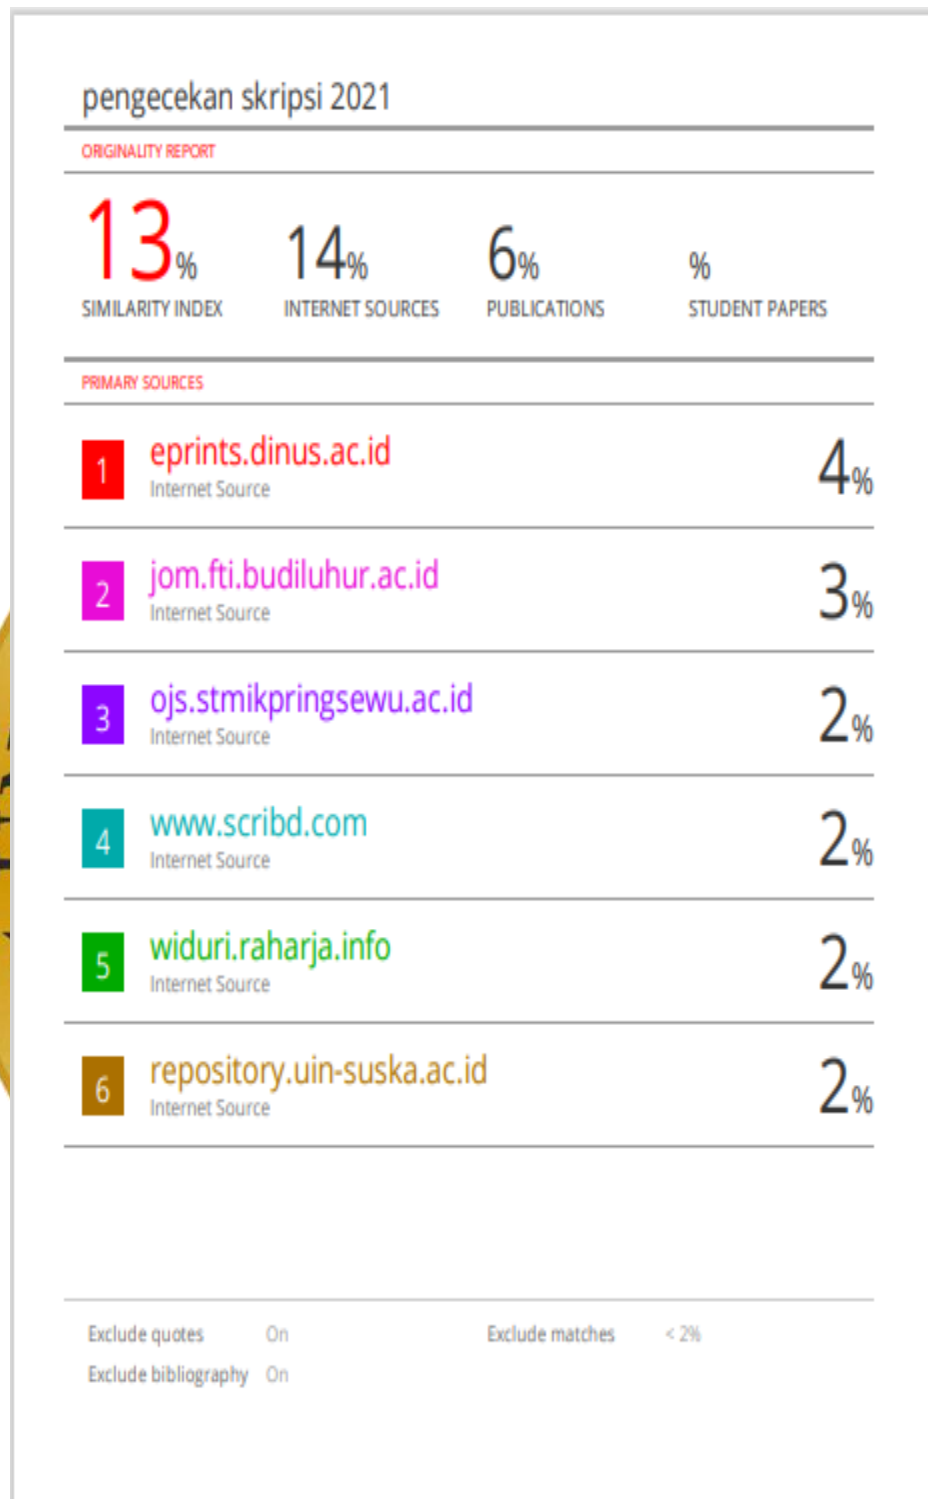 pengecekan skripsi 2021
ORIGINALITY REPORT
13% 14% 6% %
SIMILARITY INDEX INTERNET SOURCES PUBLICATIONS STUDENT PAPERS
PRIMARY SOURCES
1 eprints.dinus.ac.id 4%
Internet Source
2 jom.fti.budiluhur.ac.id 3%
Internet Source
3 ojs.stmikpringsewu.ac.id 2%
Internet Source
4 www.scribd.com 2%
Internet Source
5 widuri.raharja.info 2%
Internet Source
6 repository.uin-suska.ac.id 2%
Internet Source
Exclude quotes On Exclude matches < 2%
Exclude bibliography On